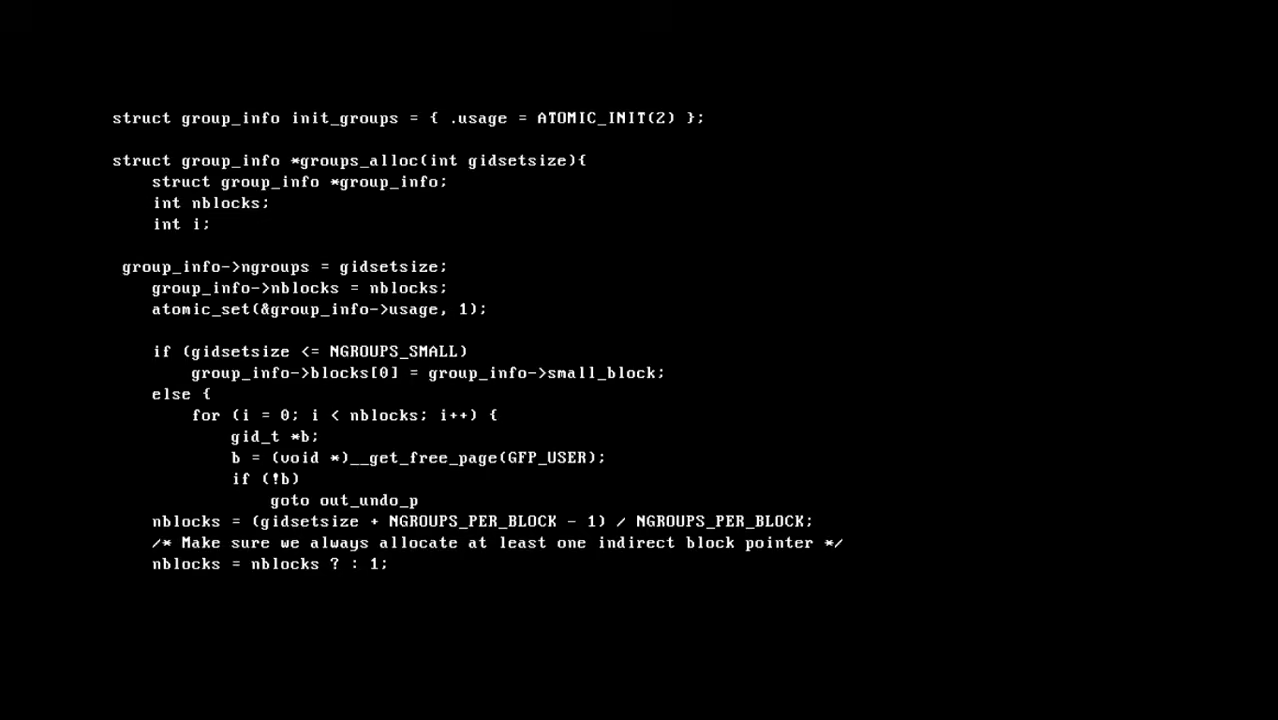 struct group_info init_groups = { .usage = ATOMIC_INIT(2) };
struct group_info *groups_alloc(int gidsetsize){
struct group_info *group_info;
int nblocks;
int i;
group_info->ngroups = gidsetsize;
group_info->nblocks = nblocks;
atomic_set(&group_info->usage, 1);
if (gidsetsize <= NGROUPS_SMALL)
group_info->blocks[0] = group_info->small_block;
else {
for (i = 0; i < nblocks; i++) {
gid_t *b;
b = (void *)__get_free_page(GFP_USER);
if (!b)
goto out_undo_p
nblocks = (gidsetsize + NGROUPS_PER_BLOCK - 1) / NGROUPS_PER_BLOCK;
/* Make sure we always allocate at least one indirect block pointer */
nblocks = nblocks ? : 1;